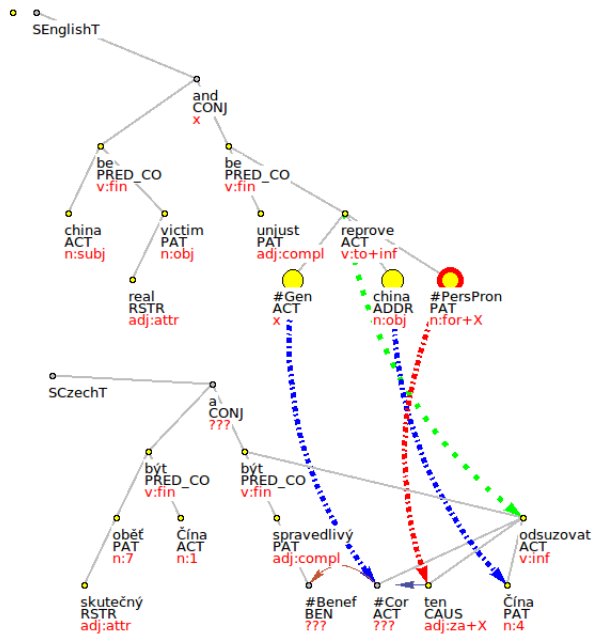 SEnglishT
and
CONJ
x
be
PRED_CO
v:fin
be
PRED_CO
v:fin
china
ACT
n:subj
victim
PAT
n:obj
unjust
PAT
adj:compl
reprove
ACT
v:to+inf
real
RSTR
adj:attr
#Gen
ACT
x
china
ADDR
n:obj
#PersPron
PAT
n:for+X
SCzechT
a
CONJ
???
být
PRED_CO
v:fin
být
PRED_CO
v:fin
oběť
PAT
n:7
Čína
ACT
n:1
spravedlivý
PAT
adj:compl
odsuzovat
ACT
v:inf
skutečný
RSTR
adj:attr
#Benef
BEN
???
#Cor
ACT
???
ten
CAUS
adj:za+X
Čína
PAT
n:4